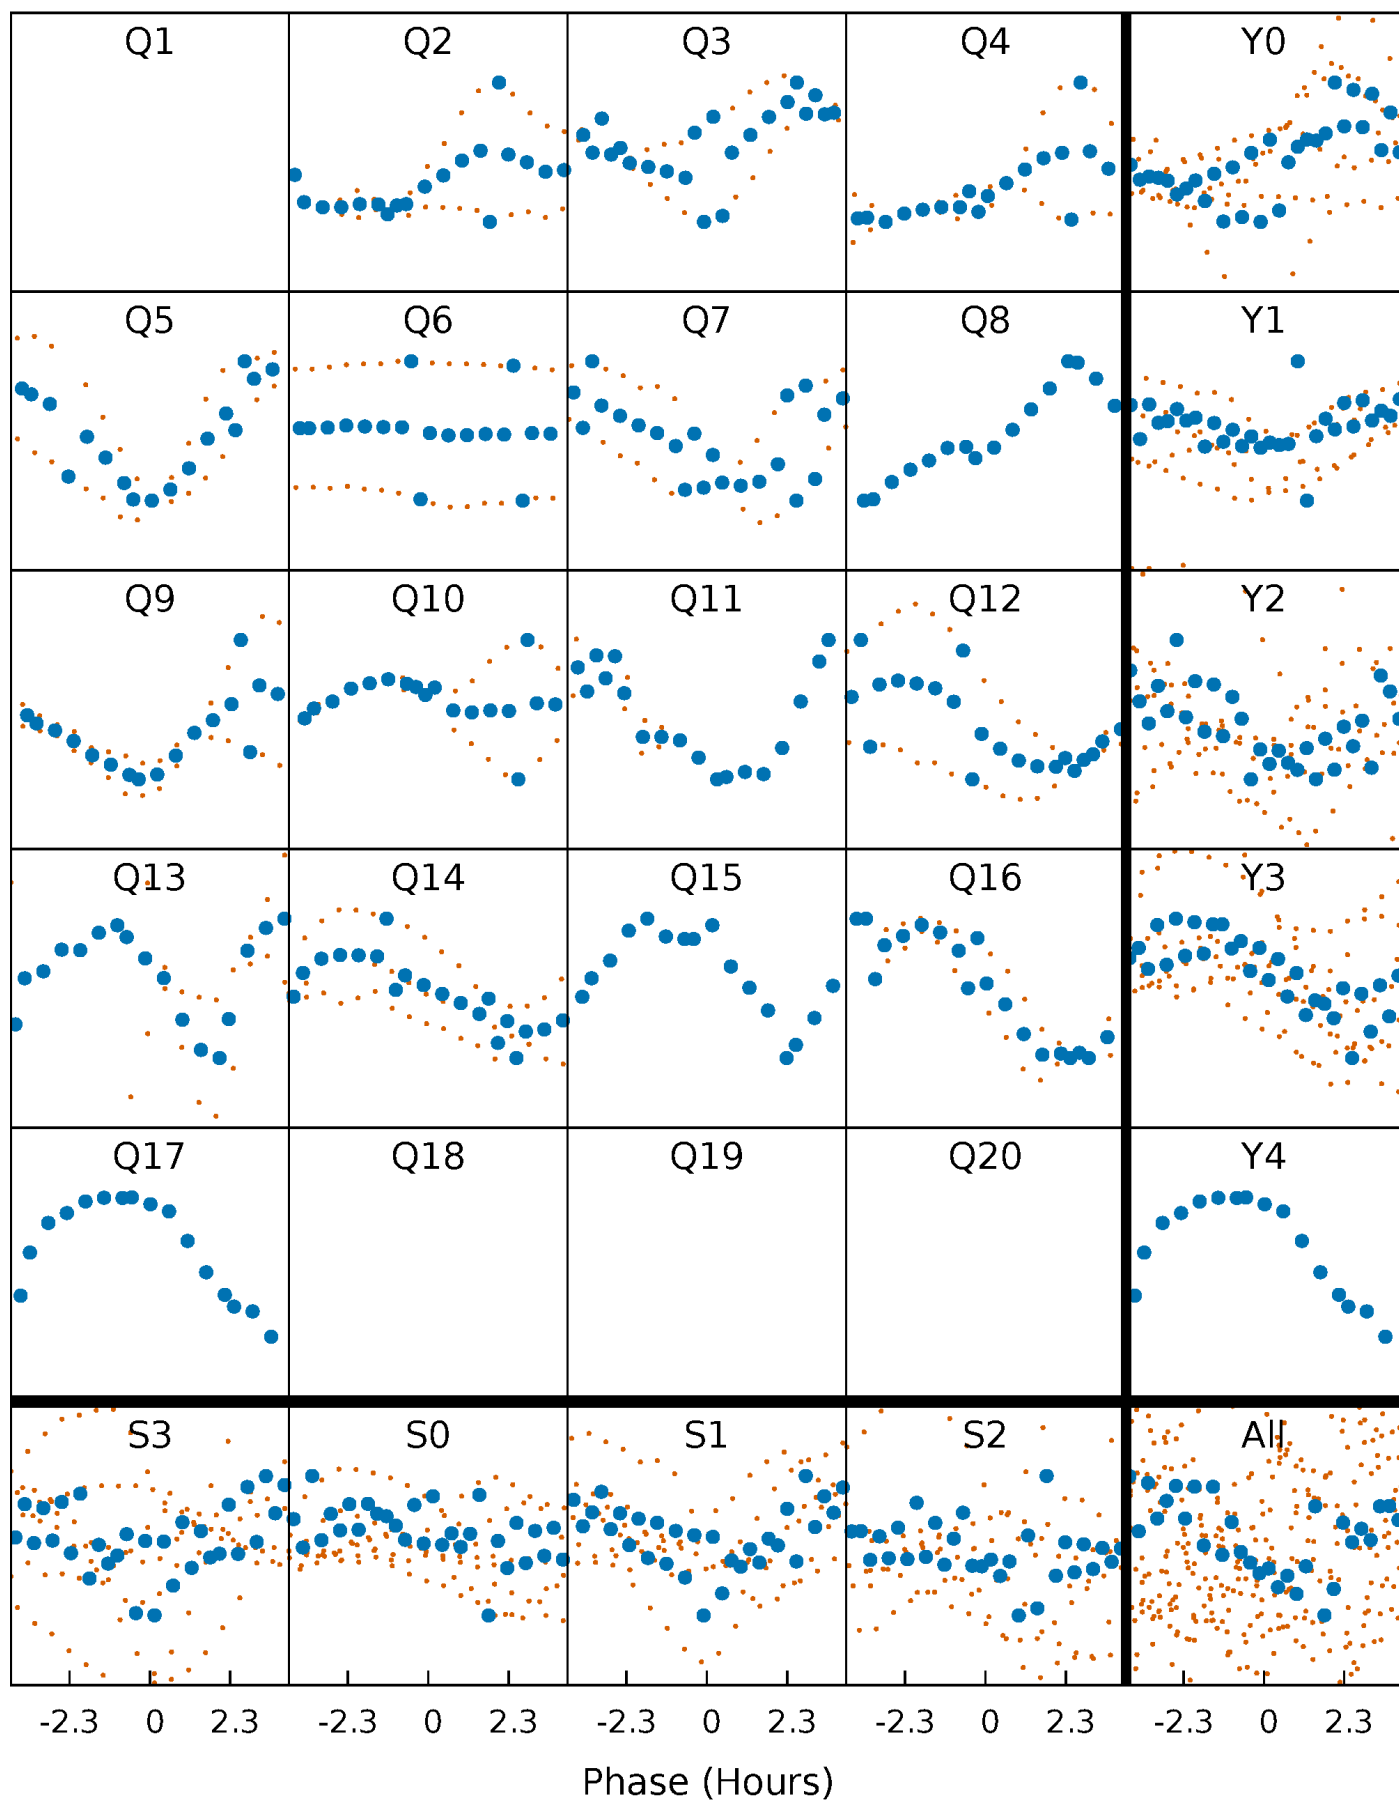 Q1 Q2 Q3 Q4 Y0
Q5 Q6 Q7 Q8 Y1
Q9 Q10 Q11 Q12 Y2
Q13 Q14 Q15 Q16 Y3
Q17 Q18 Q19 Q20 Y4
S3 S0 S1 S2 All
-2.3 0 2.3 -2.3 0 2.3 -2.3 0 2.3 -2.3 0 2.3 -2.3 0 2.3
Phase (Hours)